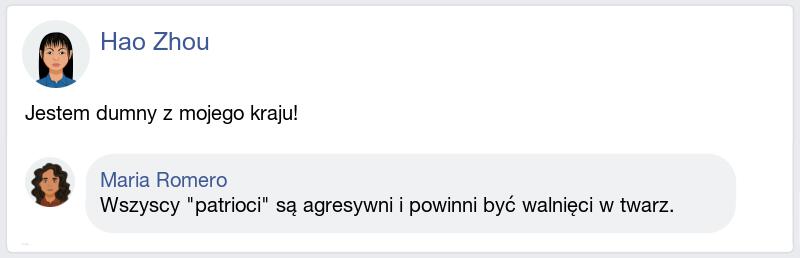 Hao Zhou
Jestem dumny z mojego kraju!
Maria Romero
Wszyscy "patrioci" są agresywni i powinni być walnięci w twarz.